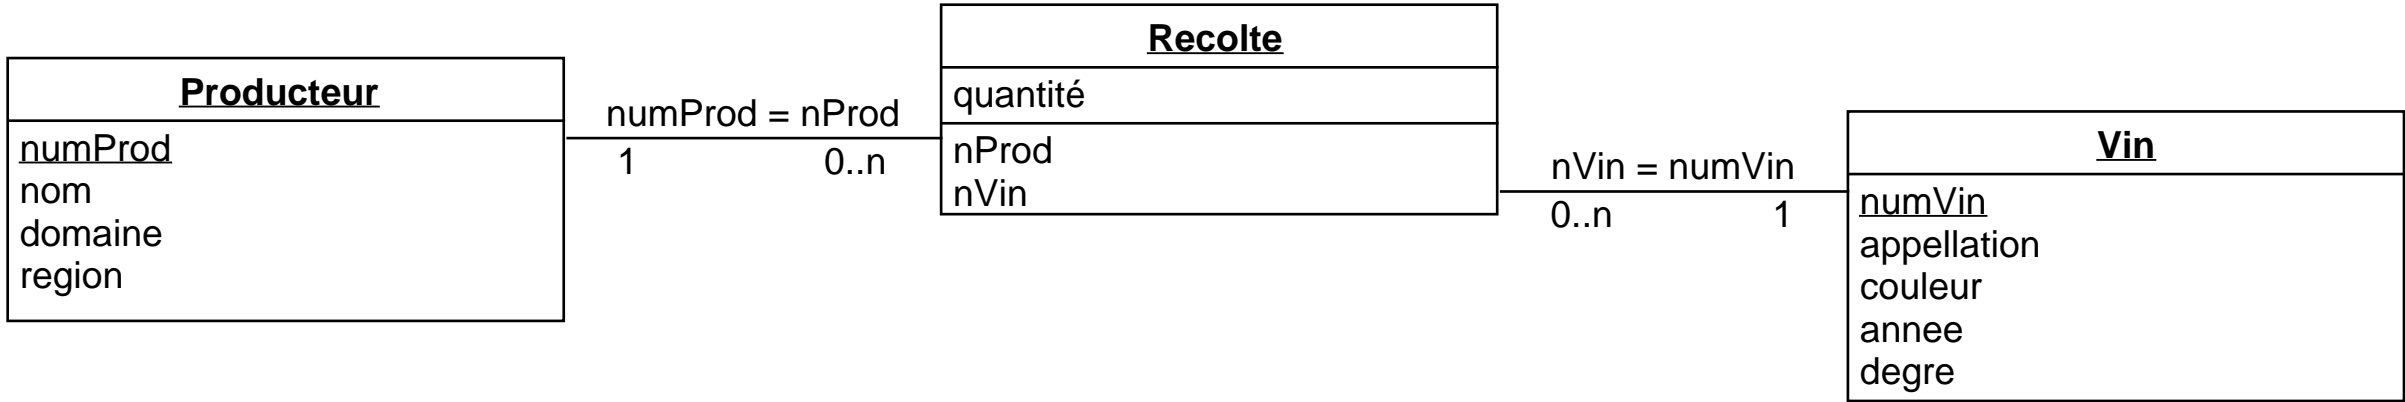 Producteur
numProd
nom
domaine
region
numProd = nProd
1 0..n
Recolte
quantité
nProd
nVin
nVin = numVin
0..n 1
Vin
numVin
appellation
couleur
annee
degre